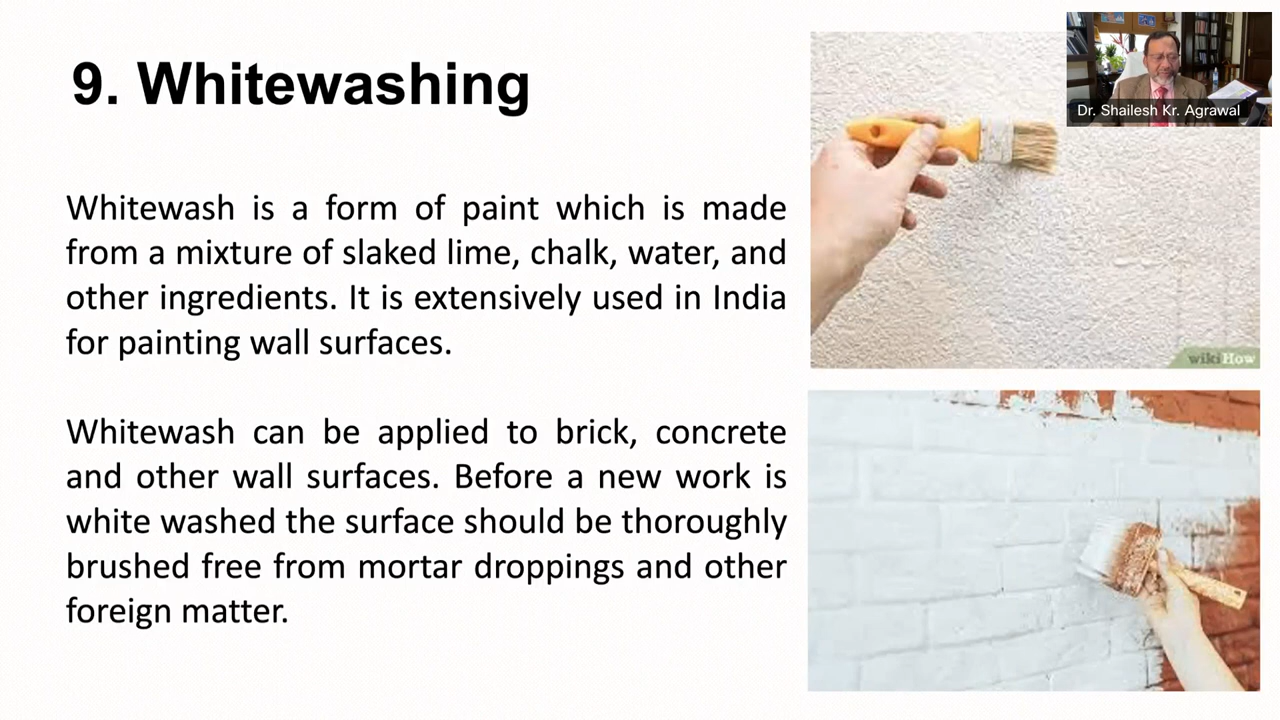 9. Whitewashing
Dr. Shailesh Kr. Agrawal
Whitewash is a form of paint which is made
from a mixture of slaked lime, chalk, water, and
other ingredients. It is extensively used in India
for painting wall surfaces.
wikiHow
Whitewash can be applied to brick, concrete
and other wall surfaces. Before a new work is
white washed the surface should be thoroughly
brushed free from mortar droppings and other
foreign matter.